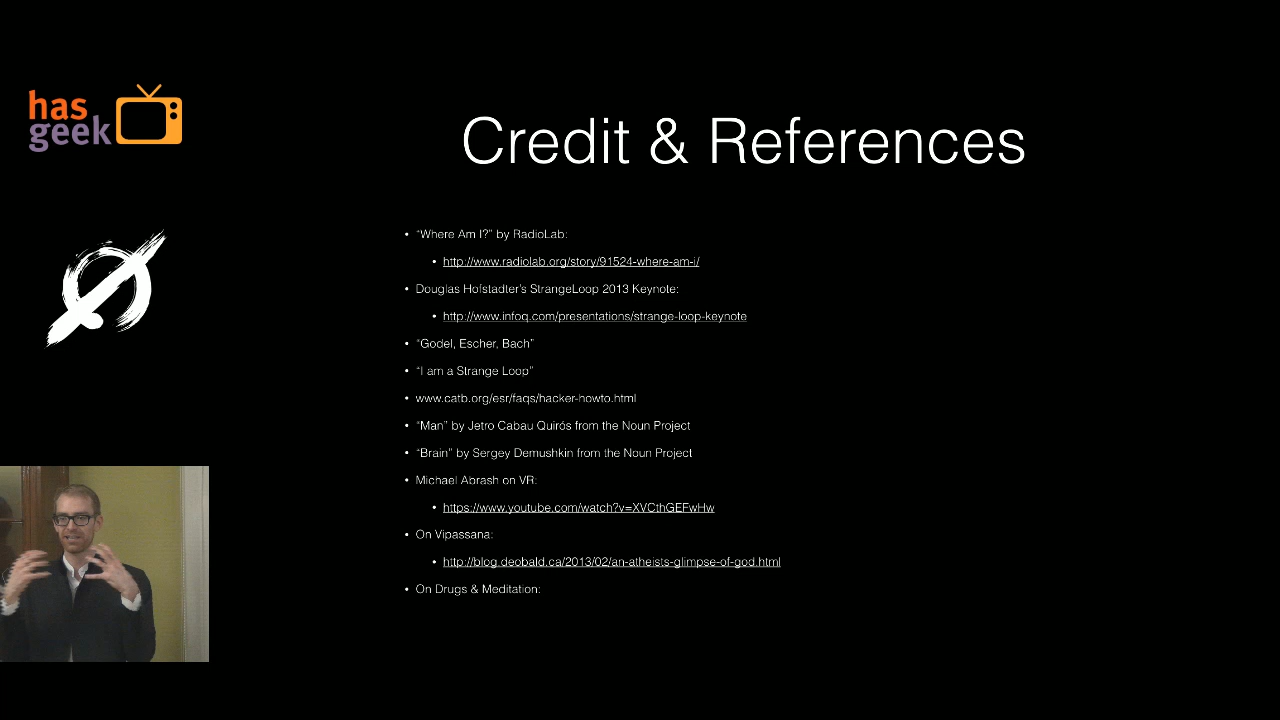 has
geek
Credit & References
• “Where Am I?” by RadioLab:
• http://www.radiolab.org/story/91524-where-am-i/
• Douglas Hofstadter’s StrangeLoop 2013 Keynote:
• http://www.infoq.com/presentations/strange-loop-keynote
• “Godel, Escher, Bach”
• “I am a Strange Loop”
• www.catb.org/esr/faqs/hacker-howto.html
• “Man” by Jetro Cabau Quirós from the Noun Project
• “Brain” by Sergey Demushkin from the Noun Project
• Michael Abrash on VR:
• https://www.youtube.com/watch?v=XVCthGEFwHw
• On Vipassana:
• http://blog.deobald.ca/2013/02/an-atheists-glimpse-of-god.html
• On Drugs & Meditation: